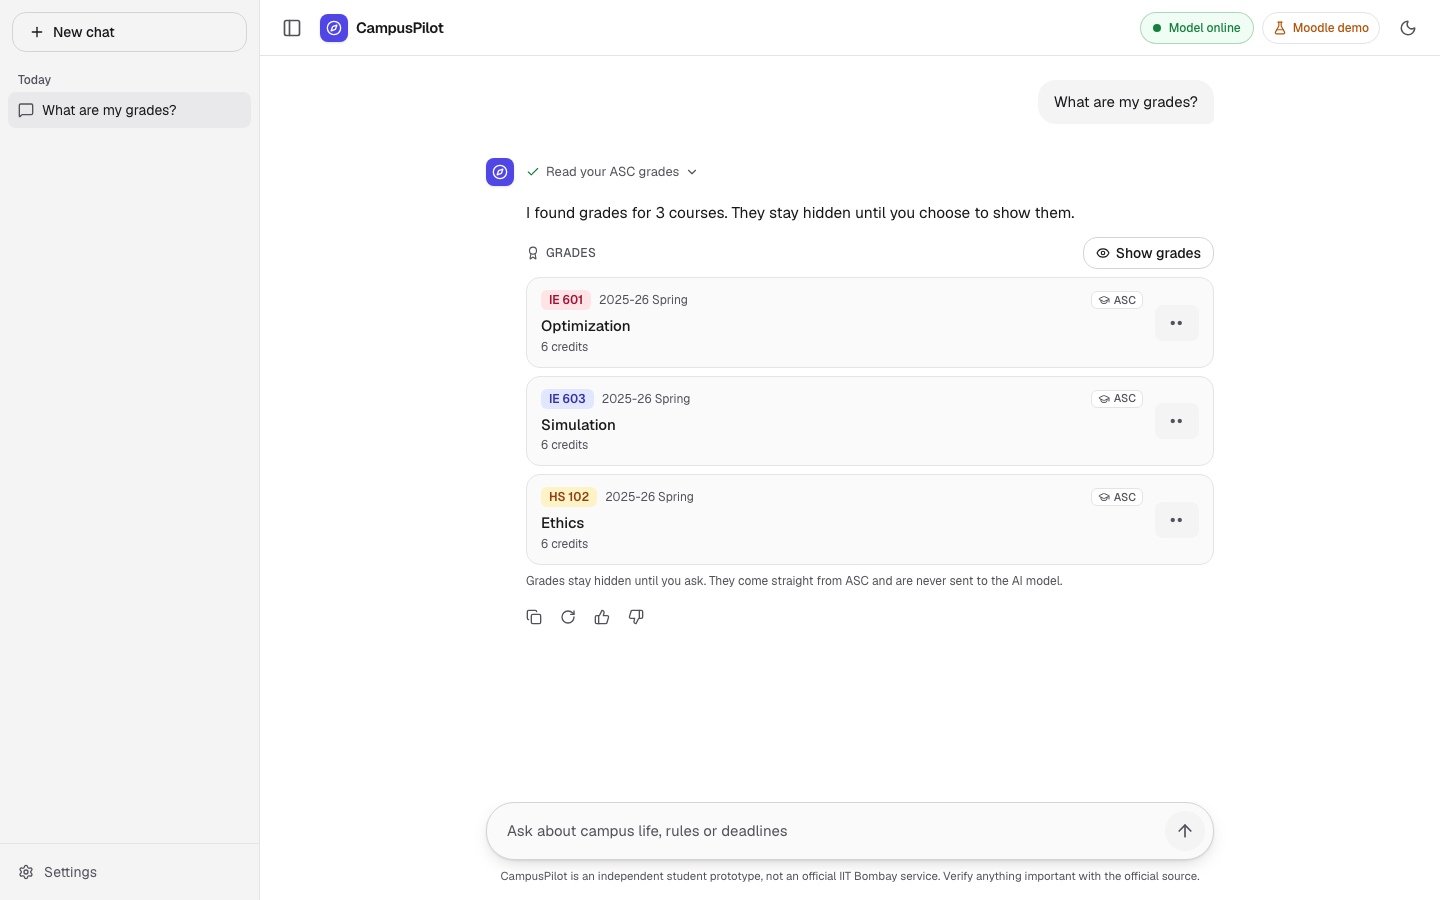 New chat
Today
What are my grades?
Settings
CampusPilot
Model online
Moodle demo
What are my grades?
Read your ASC grades
I found grades for 3 courses. They stay hidden until you choose to show them.
GRADES
Show grades
IE 601 2025-26 Spring
ASC
Optimization
6 credits
IE 603 2025-26 Spring
ASC
Simulation
6 credits
HS 102 2025-26 Spring
ASC
Ethics
6 credits
Grades stay hidden until you ask. They come straight from ASC and are never sent to the AI model.
Ask about campus life, rules or deadlines
CampusPilot is an independent student prototype, not an official IIT Bombay service. Verify anything important with the official source.